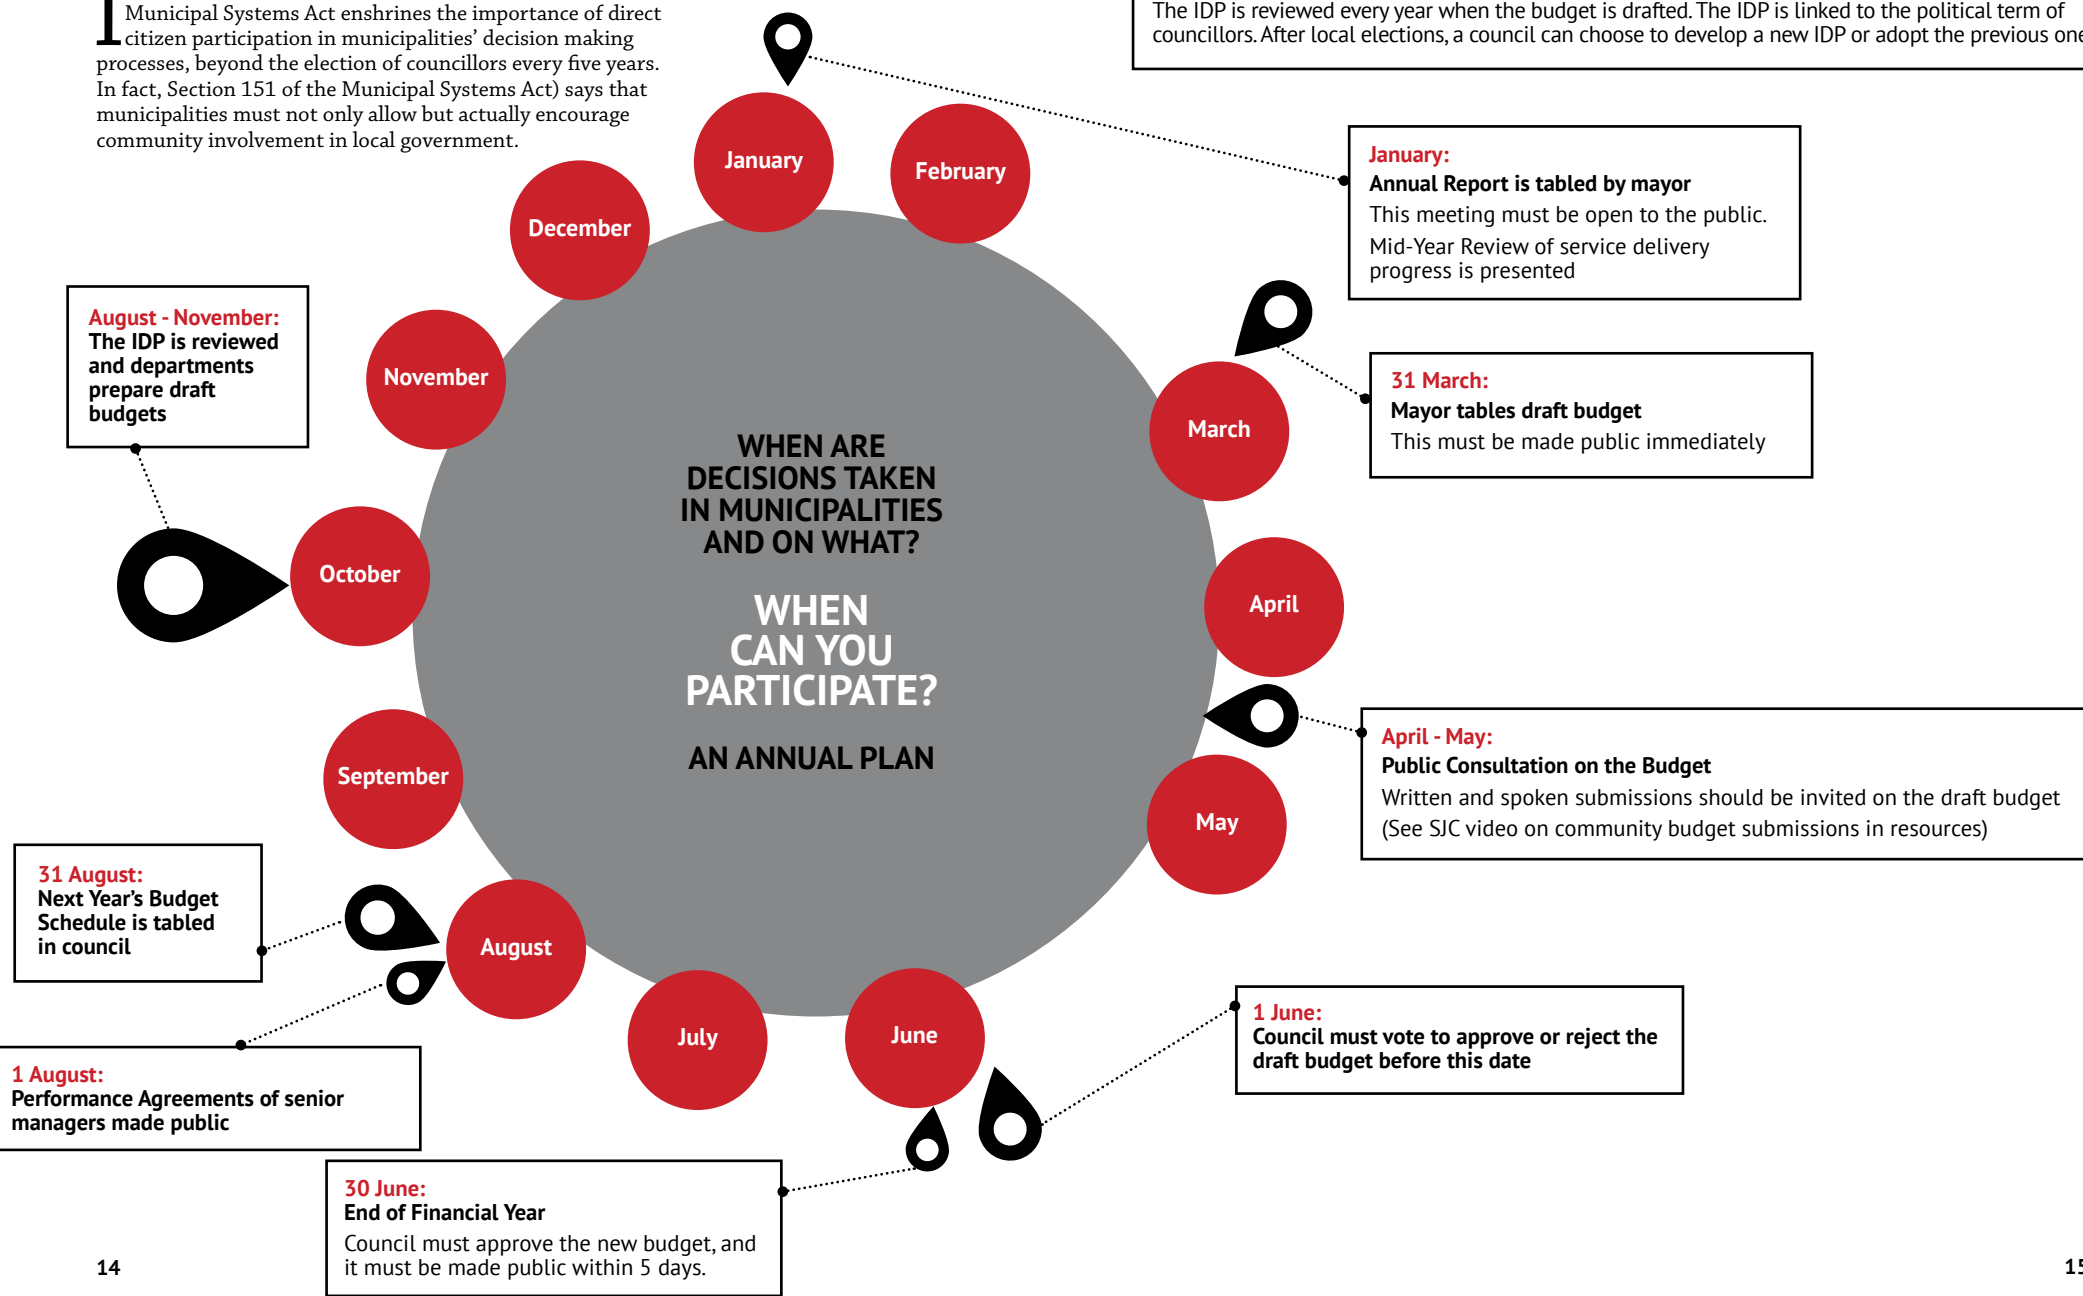 I
Municipal Systems Act enshrines the importance of direct
citizen participation in municipalities’ decision making
processes, beyond the election of councillors every five years.
In fact, Section 151 of the Municipal Systems Act) says that
municipalities must not only allow but actually encourage
community involvement in local government.
The IDP is reviewed every year when the budget is drafted. The IDP is linked to the political term of
councillors. After local elections, a council can choose to develop a new IDP or adopt the previous one
January
February
March
April
May
June
July
August
September
October
November
December
WHEN ARE
DECISIONS TAKEN
IN MUNICIPALITIES
AND ON WHAT?
WHEN
CAN YOU
PARTICIPATE?
AN ANNUAL PLAN
January:
Annual Report is tabled by mayor
This meeting must be open to the public.
Mid-Year Review of service delivery
progress is presented
31 March:
Mayor tables draft budget
This must be made public immediately
April - May:
Public Consultation on the Budget
Written and spoken submissions should be invited on the draft budget
(See SJC video on community budget submissions in resources)
1 June:
Council must vote to approve or reject the
draft budget before this date
30 June:
End of Financial Year
Council must approve the new budget, and
it must be made public within 5 days.
1 August:
Performance Agreements of senior
managers made public
31 August:
Next Year’s Budget
Schedule is tabled
in council
August - November:
The IDP is reviewed
and departments
prepare draft
budgets
14
15